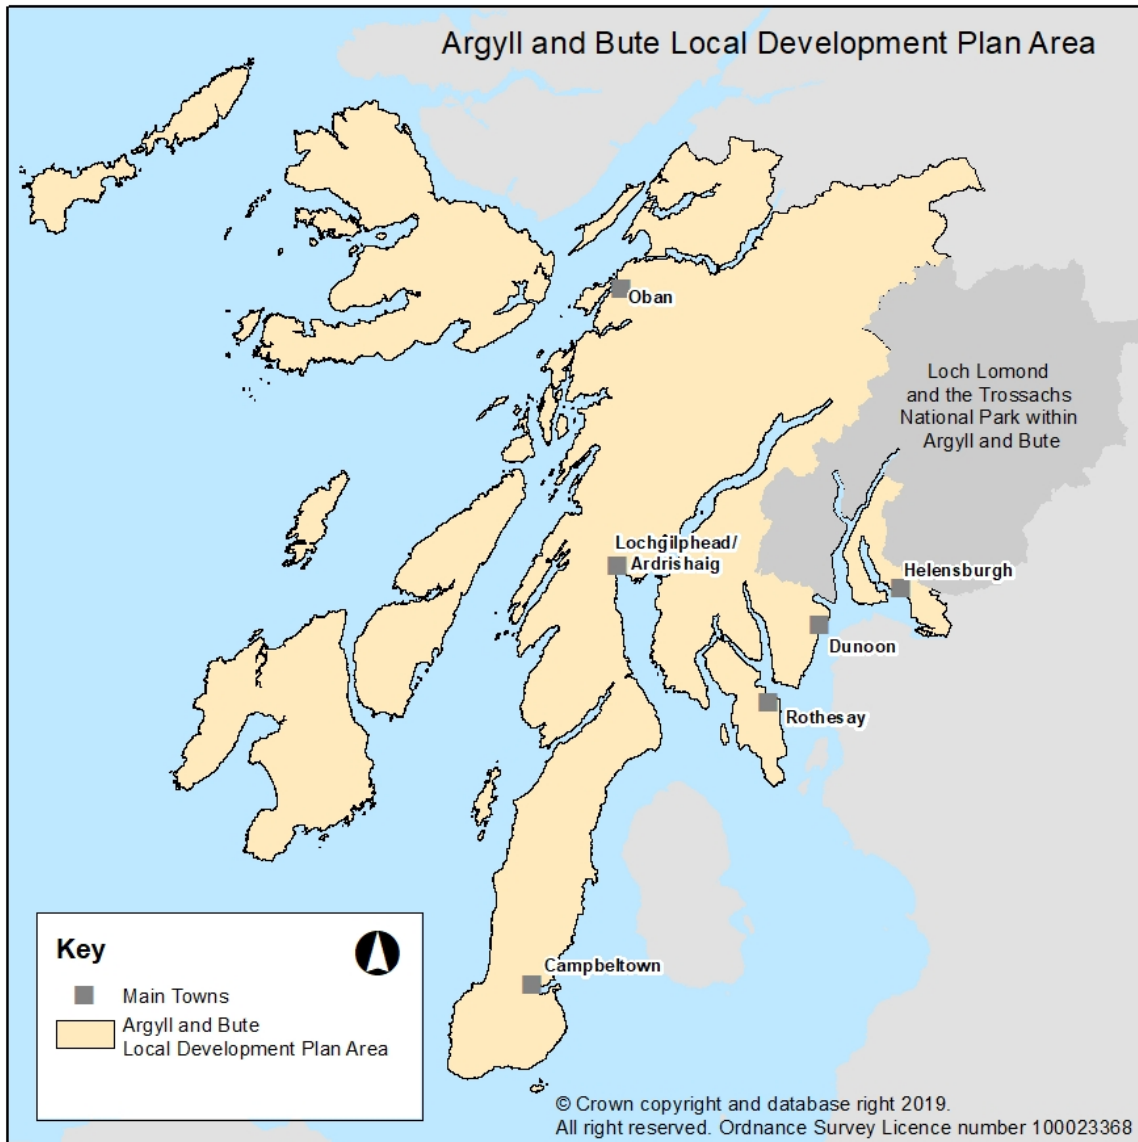 Argyll and Bute Local Development Plan Area
Oban
Loch Lomond
and the Trossachs
National Park within
Argyll and Bute
Lochgilphead/
Ardrishaig
Helensburgh
Dunoon
Rothesay
Campbeltown
Key
Main Towns
Argyll and Bute
Local Development Plan Area
© Crown copyright and database right 2019.
All right reserved. Ordnance Survey Licence number 100023368